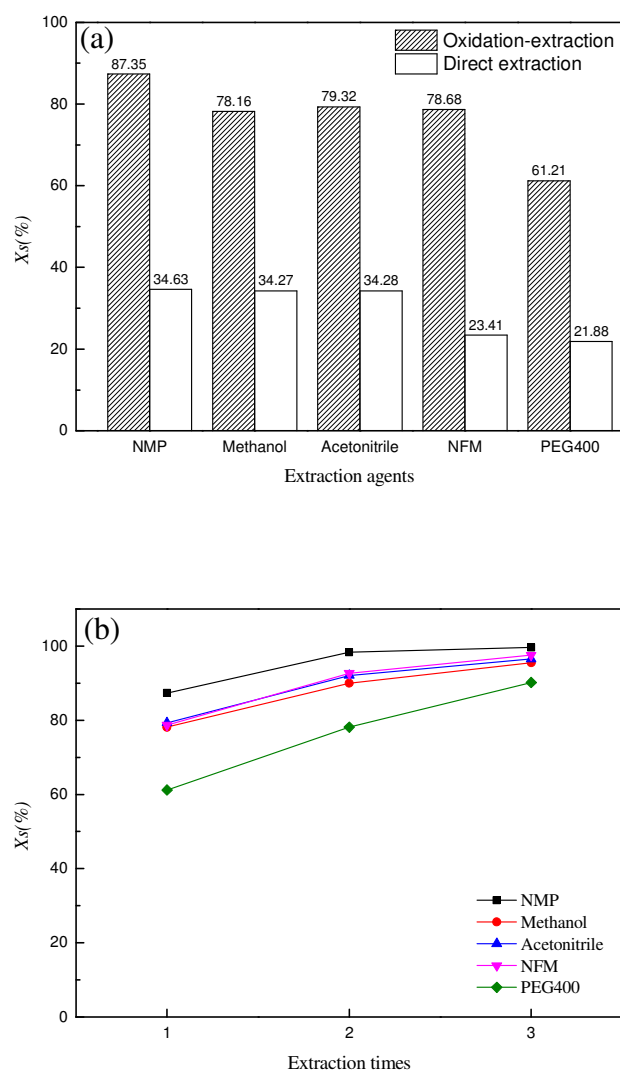 (a)
Oxidation-extraction
Direct extraction
100
80
60
40
20
0
Xs(%)
87.35
34.63
78.16
34.27
79.32
34.28
78.68
23.41
61.21
21.88
NMP Methanol Acetonitrile NFM PEG400
Extraction agents
(b)
100
80
60
40
20
0
Xs(%)
NMP
Methanol
Acetonitrile
NFM
PEG400
1 2 3
Extraction times